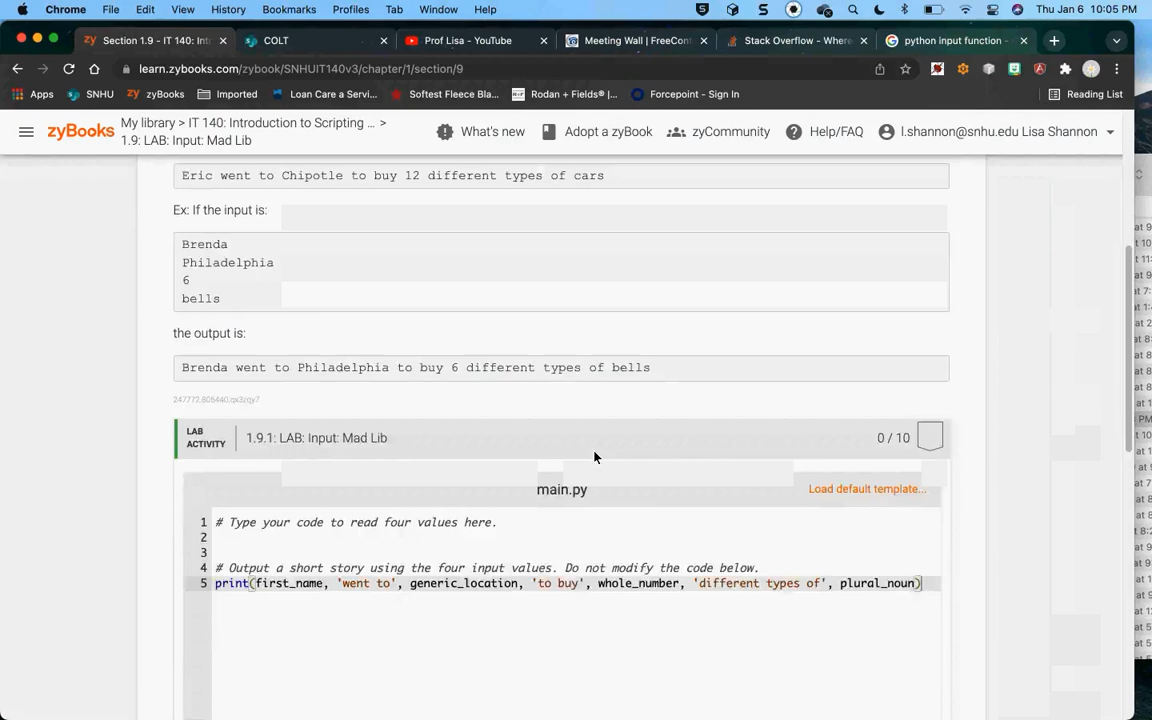 Chrome File Edit View History Bookmarks Profiles Tab Window Help Thu Jan 6 10:05 PM
Section 1.9 - IT 140: Int COLT Prof Lisa - YouTube Meeting Wall | FreeCon Stack Overflow - Where python input function -
learn.zybooks.com/zybook/SNHUIT140v3/chapter/1/section/9
Apps SNHU zyBooks Imported Loan Care a Servi... Softest Fleece Bla... Rodan + Fields®|... Forcepoint - Sign In Reading List
zyBooks My library > IT 140: Introduction to Scripting ... > What's new Adopt a zyBook zyCommunity Help/FAQ l.shannon@snhu.edu Lisa Shannon
1.9: LAB: Input: Mad Lib
Eric went to Chipotle to buy 12 different types of cars
Ex: If the input is:
Brenda
Philadelphia
6
bells
the output is:
Brenda went to Philadelphia to buy 6 different types of bells
247772.805440.qx3zqy7
LAB ACTIVITY 1.9.1: LAB: Input: Mad Lib 0 / 10
main.py Load default template...
1 # Type your code to read four values here.
2
3
4 # Output a short story using the four input values. Do not modify the code below.
5 print(first_name, 'went to', generic_location, 'to buy', whole_number, 'different types of', plural_noun)